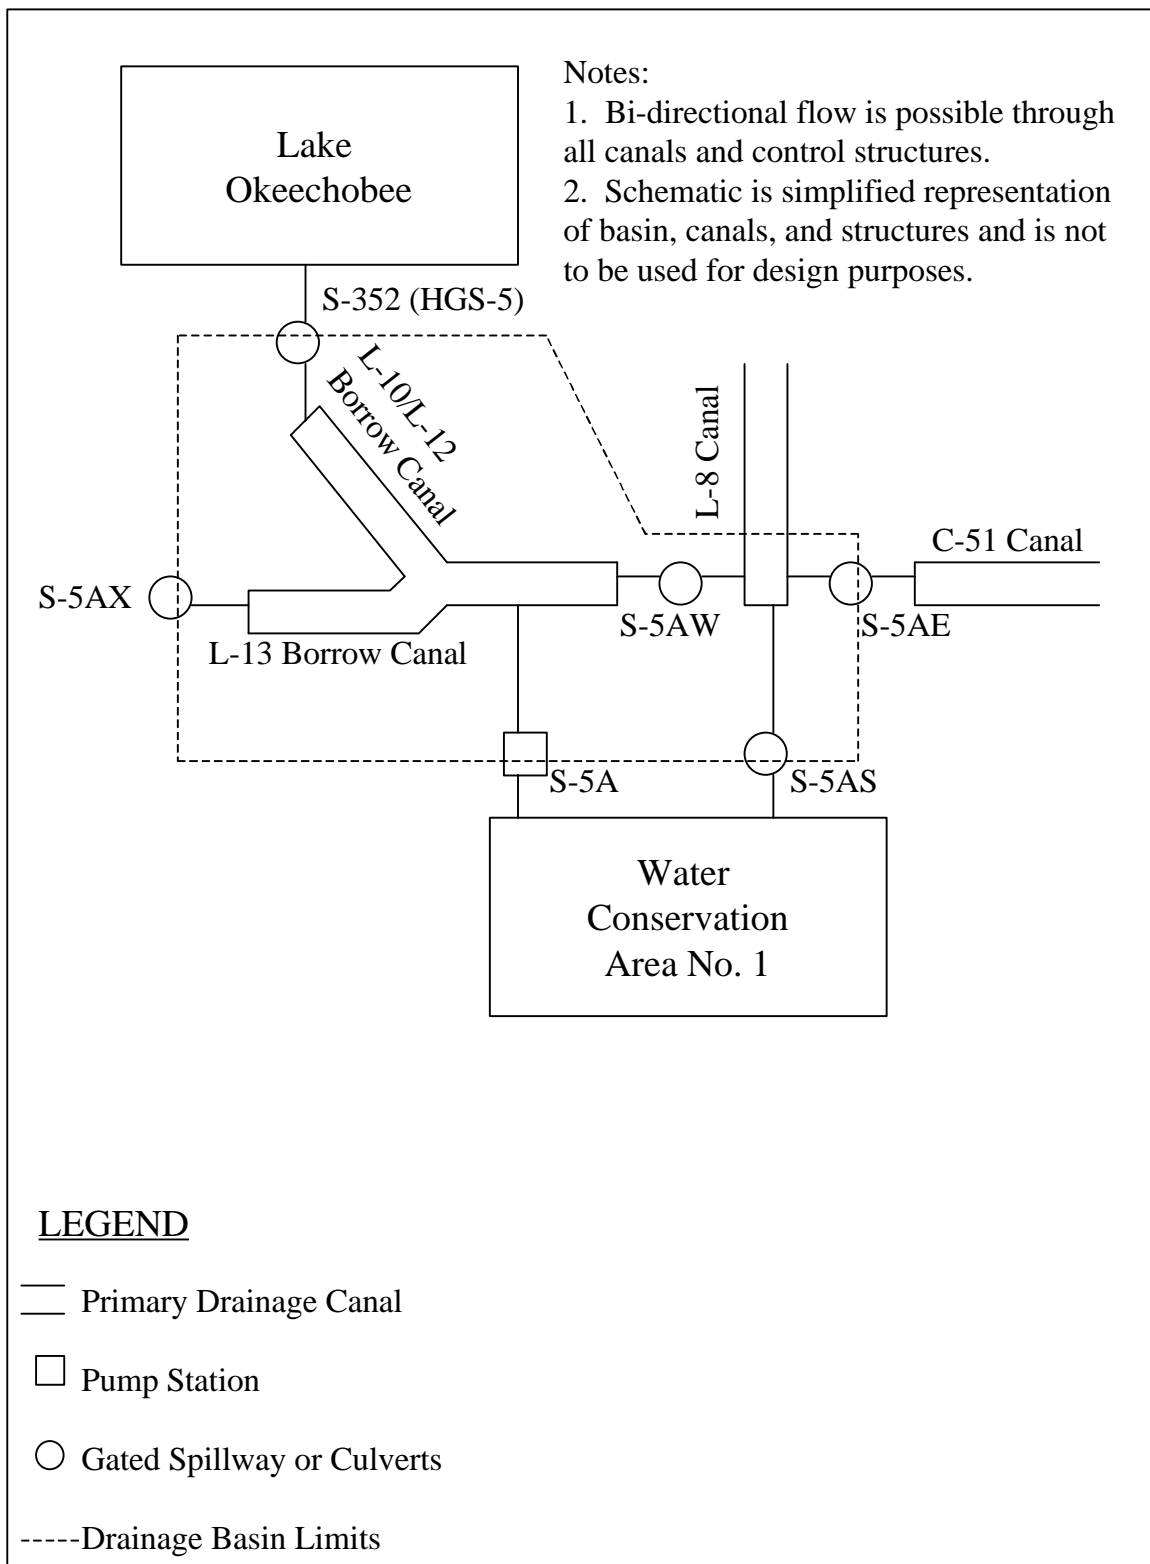 Lake
Okeechobee
Notes:
1.  Bi-directional flow is possible through
all canals and control structures.
2.  Schematic is simplified representation
of basin, canals, and structures and is not
to be used for design purposes.
S-352 (HGS-5)
L-10/L-12
Borrow Canal
L-8 Canal
C-51 Canal
S-5AX
S-5AW
S-5AE
L-13 Borrow Canal
S-5A
S-5AS
Water
Conservation
Area No. 1
LEGEND
Primary Drainage Canal
Pump Station
Gated Spillway or Culverts
Drainage Basin Limits